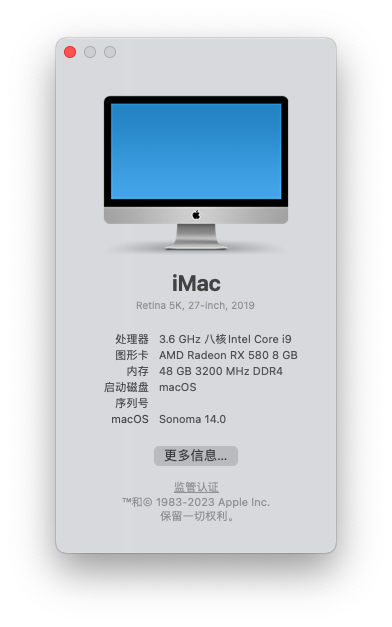 iMac
Retina 5K, 27-inch, 2019
处理器 3.6 GHz 八核Intel Core i9
图形卡 AMD Radeon RX 580 8 GB
内存 48 GB 3200 MHz DDR4
启动磁盘 macOS
序列号
macOS Sonoma 14.0
更多信息...
监管认证
™和© 1983-2023 Apple Inc.
保留一切权利。